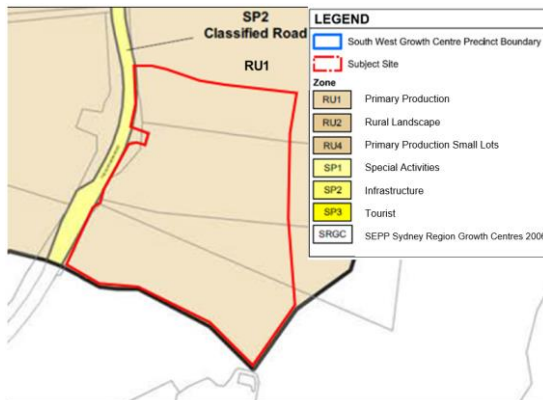 SP2
Classified Road
RU1
LEGEND
South West Growth Centre Precinct Boundary
Subject Site
Zone
RU1 Primary Production
RU2 Rural Landscape
RU4 Primary Production Small Lots
SP1 Special Activities
SP2 Infrastructure
SP3 Tourist
SRGC SEPP Sydney Region Growth Centres 2006